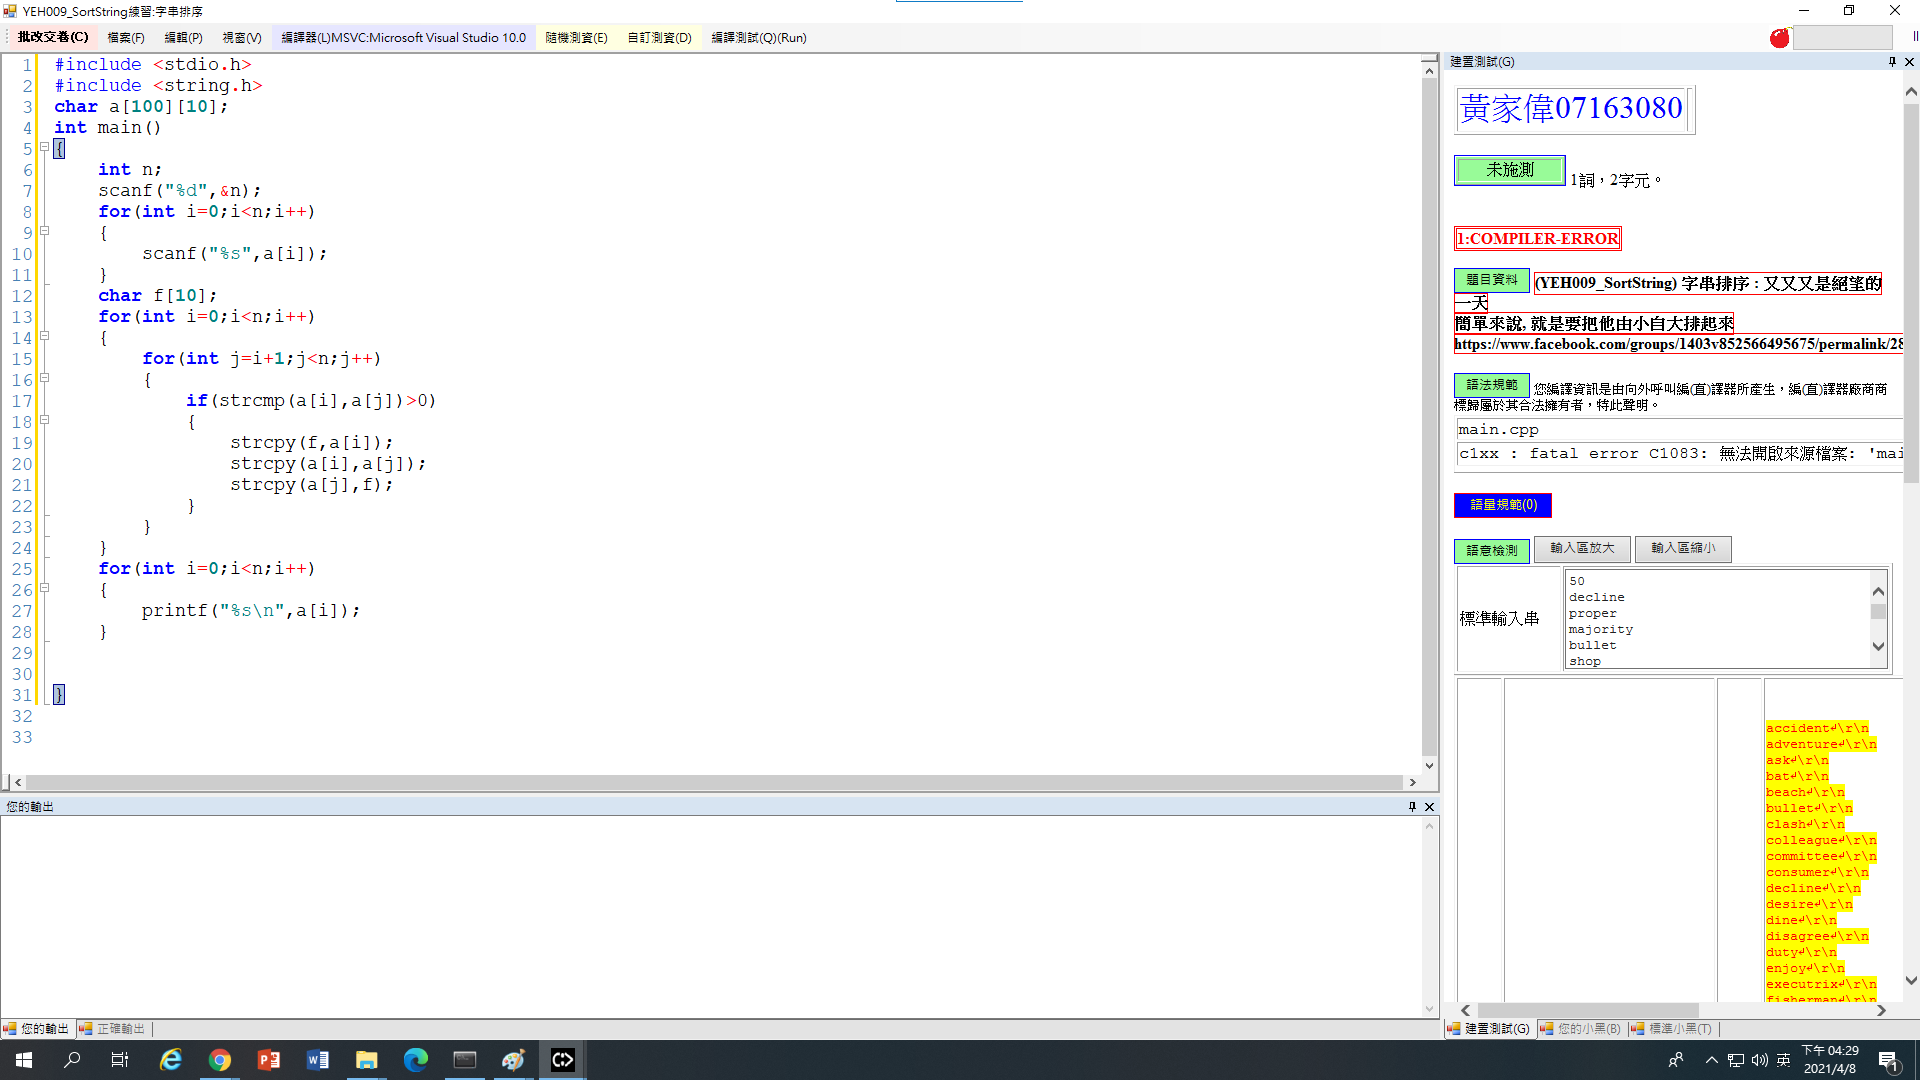 YEH009_SortString練習:字串排序
批改交卷(C) 檔案(F) 編輯(P) 視窗(V) 編譯器(L)MSVC:Microsoft Visual Studio 10.0 隨機測資(E) 自訂測資(D) 編譯測試(Q)(Run)
1 #include <stdio.h>
2 #include <string.h>
3 char a[100][10];
4 int main()
5 {
6 int n;
7 scanf("%d",&n);
8 for(int i=0;i<n;i++)
9 {
10 scanf("%s",a[i]);
11 }
12 char f[10];
13 for(int i=0;i<n;i++)
14 {
15 for(int j=i+1;j<n;j++)
16 {
17 if(strcmp(a[i],a[j])>0)
18 {
19 strcpy(f,a[i]);
20 strcpy(a[i],a[j]);
21 strcpy(a[j],f);
22 }
23 }
24 }
25 for(int i=0;i<n;i++)
26 {
27 printf("%s\n",a[i]);
28 }
29
30
31 }
32
33
您的輸出
您的輸出 正確輸出
建置測試(G)
黃家偉07163080
未施測 1詞，2字元。
1:COMPILER-ERROR
題目資料 (YEH009_SortString) 字串排序 : 又又又是絕望的
一天
簡單來說, 就是要把他由小自大排起來
https://www.facebook.com/groups/1403v852566495675/permalink/28
語法規範 您編譯資訊是由向外呼叫編(直)譯器所產生，編(直)譯器廠商商
標歸屬於其合法擁有者，特此聲明。
main.cpp
c1xx : fatal error C1083: 無法開啟來源檔案: 'mai
語量規範(0)
語意檢測 輸入區放大 輸入區縮小
標準輸入串
50
decline
proper
majority
bullet
shop
accident↲\r\n
adventure↲\r\n
ask↲\r\n
bat↲\r\n
beach↲\r\n
bullet↲\r\n
clash↲\r\n
colleague↲\r\n
committee↲\r\n
consumer↲\r\n
decline↲\r\n
desire↲\r\n
dine↲\r\n
disagree↲\r\n
duty↲\r\n
enjoy↲\r\n
executrix↲\r\n
fisherman↲\r\n
建置測試(G) 您的小黑(B) 標準小黑(T)
英
下午 04:29
2021/4/8
1